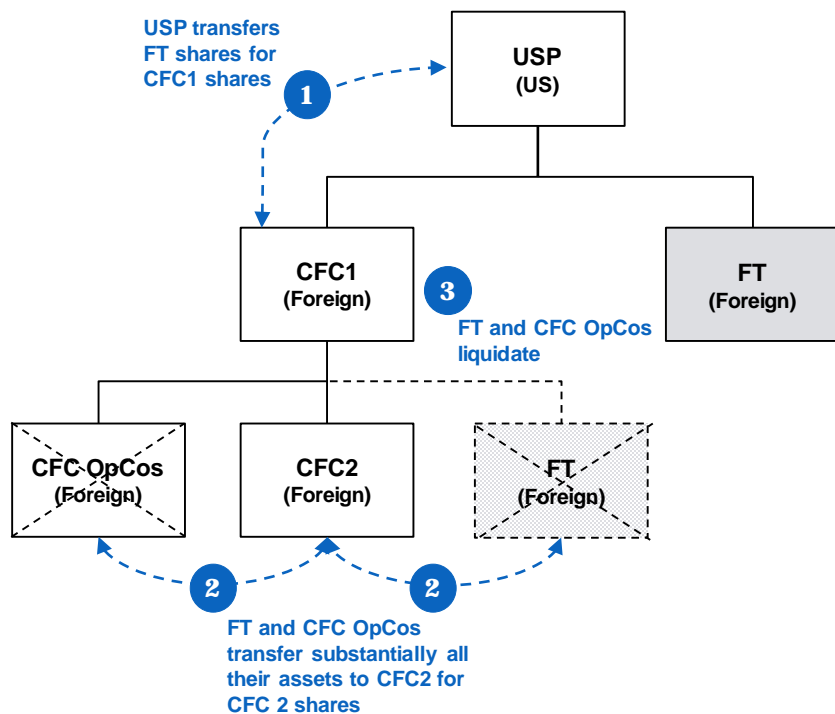 USP transfers
FT shares for
CFC1 shares
1
USP
(US)
CFC1
(Foreign)
3
FT and CFC OpCos
liquidate
FT
(Foreign)
CFC OpCos
(Foreign)
CFC2
(Foreign)
FT
(Foreign)
2
2
FT and CFC OpCos
transfer substantially all
their assets to CFC2 for
CFC 2 shares